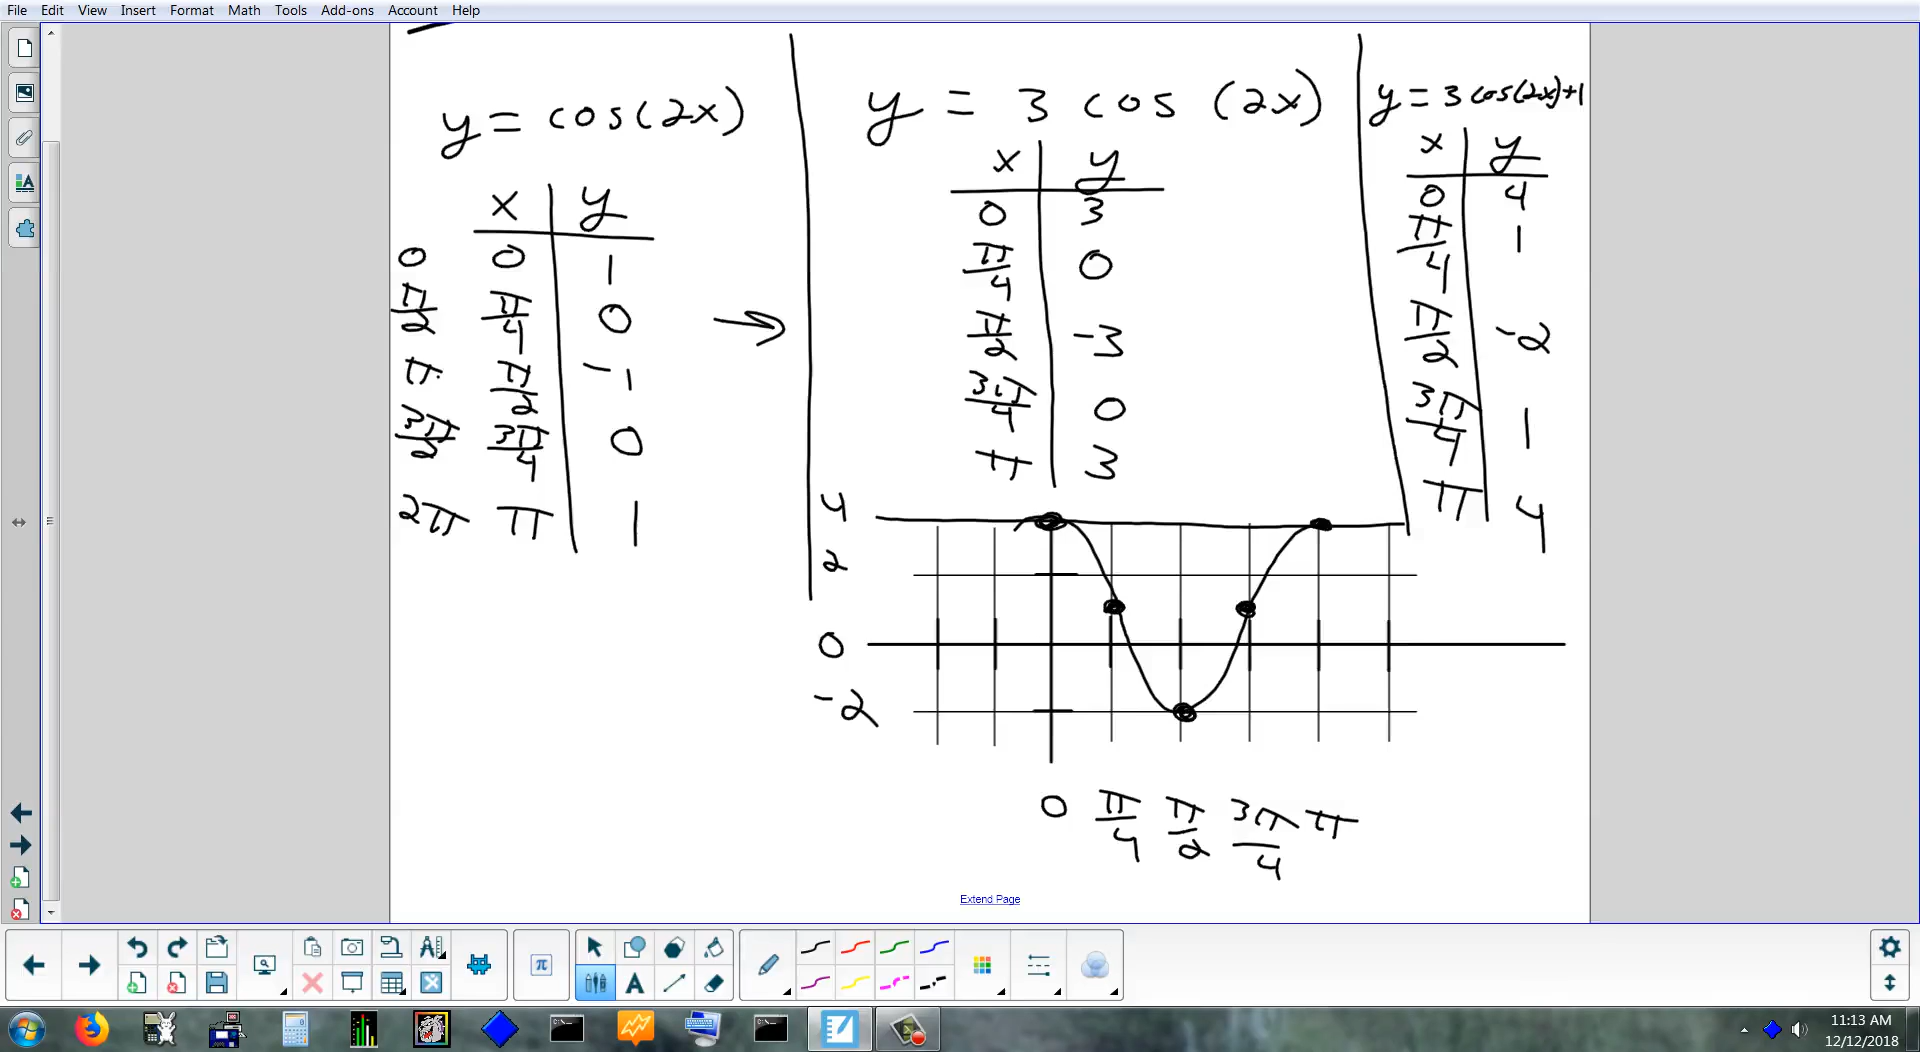 File Edit View Insert Format Math Tools Add-ons Account Help
y = cos(2x)
x y
0 0 1
π/2 π/4 0
π π/2 -1
3π/2 3π/4 0
2π π 1
y = 3 cos (2x)
x y
0 3
π/4 0
π/2 -3
3π/4 0
π 3
y = 3 cos(2x)+1
x y
0 4
π/4 1
π/2 -2
3π/4 1
π 4
4
2
0
-2
0 π/4 π/2 3π/4 π
Extend Page
π
A
11:13 AM
12/12/2018